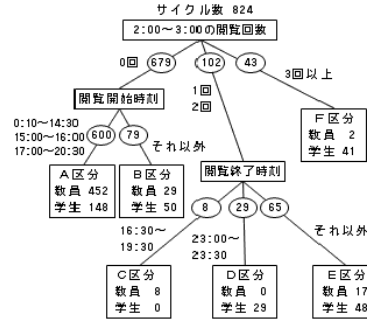 サイクル数 824
2:00〜3:00の閲覧回数
0回
679
102
43
3回以上
1回
2回
閲覧開始時刻
0:10〜14:30
15:00〜16:00
17:00〜20:30
600
79
それ以外
F区分
教員 2
学生 41
A区分
教員 452
学生 148
B区分
教員 29
学生 50
閲覧終了時刻
8
29
65
16:30〜
19:30
23:00〜
23:30
それ以外
C区分
教員 8
学生 0
D区分
教員 0
学生 29
E区分
教員 17
学生 48